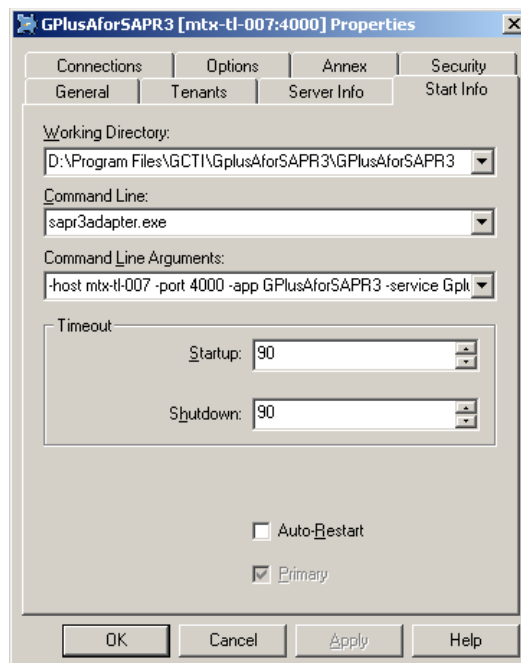 GPlusAforSAPR3 [mtx-tl-007:4000] Properties
Connections Options Annex Security
General Tenants Server Info Start Info
Working Directory:
D:\Program Files\GCTI\GplusAforSAPR3\GPlusAforSAPR3
Command Line:
sapr3adapter.exe
Command Line Arguments:
-host mtx-tl-007 -port 4000 -app GPlusAforSAPR3 -service Gplu
Timeout
Startup: 90
Shutdown: 90
Auto-Restart
Primary
OK Cancel Apply Help